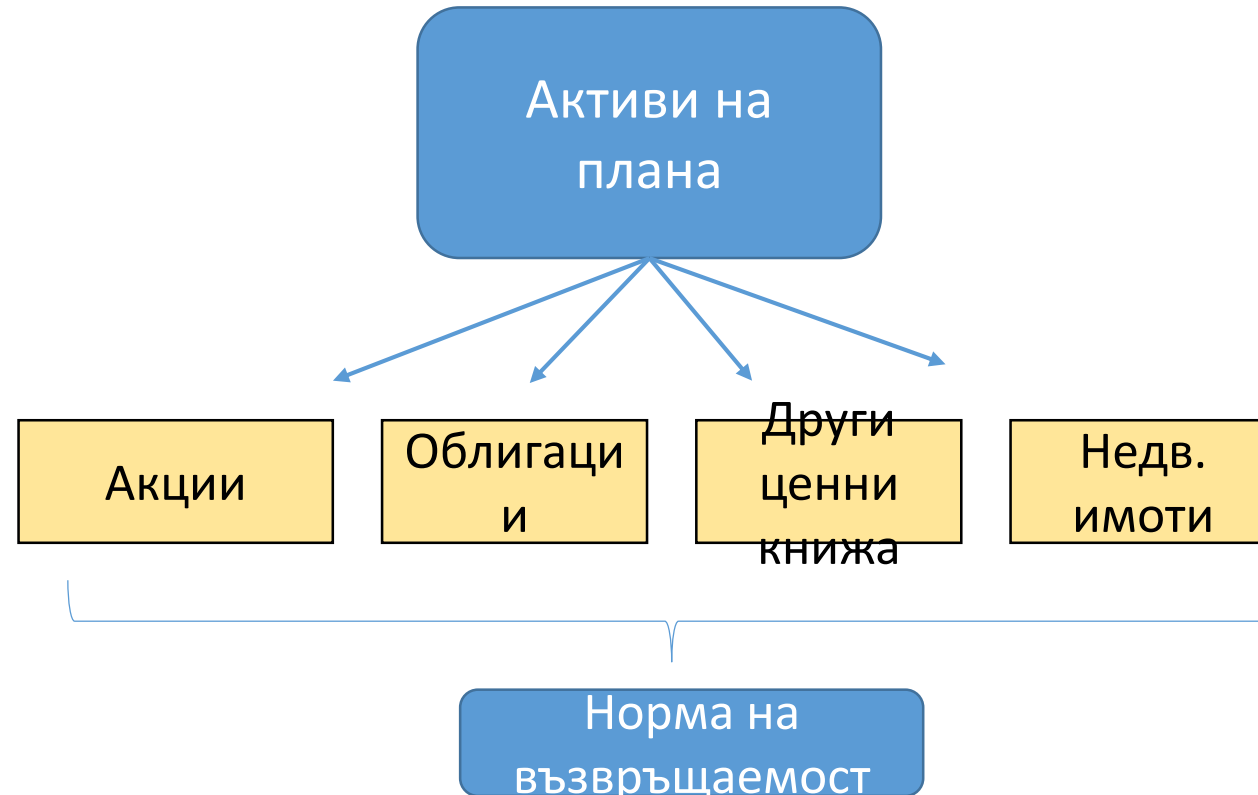 Активи на
плана
Акции
Облигаци
и
Други
ценни
книжа
Недв.
имоти
Норма на
възвръщаемост